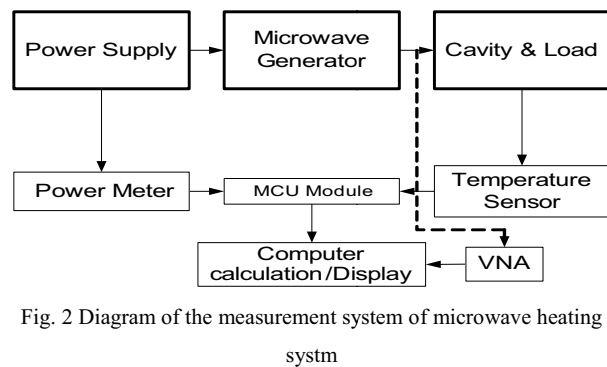 Power Supply
Microwave
Generator
Cavity & Load
Power Meter
MCU Module
Temperature
Sensor
Computer
calculation/Display
VNA
Fig. 2 Diagram of the measurement system of microwave heating
systm